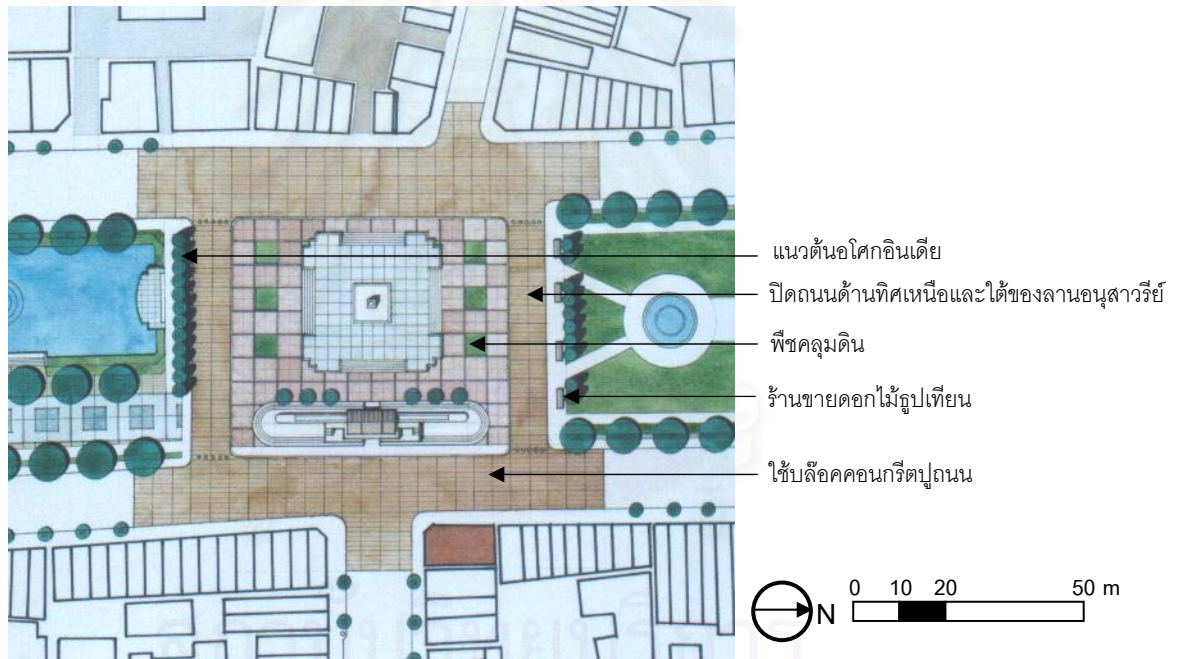 แนวต้นอโศกอินเดีย
ปิดถนนด้านทิศเหนือและใต้ของลานอนุสาวรีย์
พืชคลุมดิน
ร้านขายดอกไม้ธูปเทียน
ใช้บล๊อคคอนกรีตปูถนน
N
0 10 20 50 m